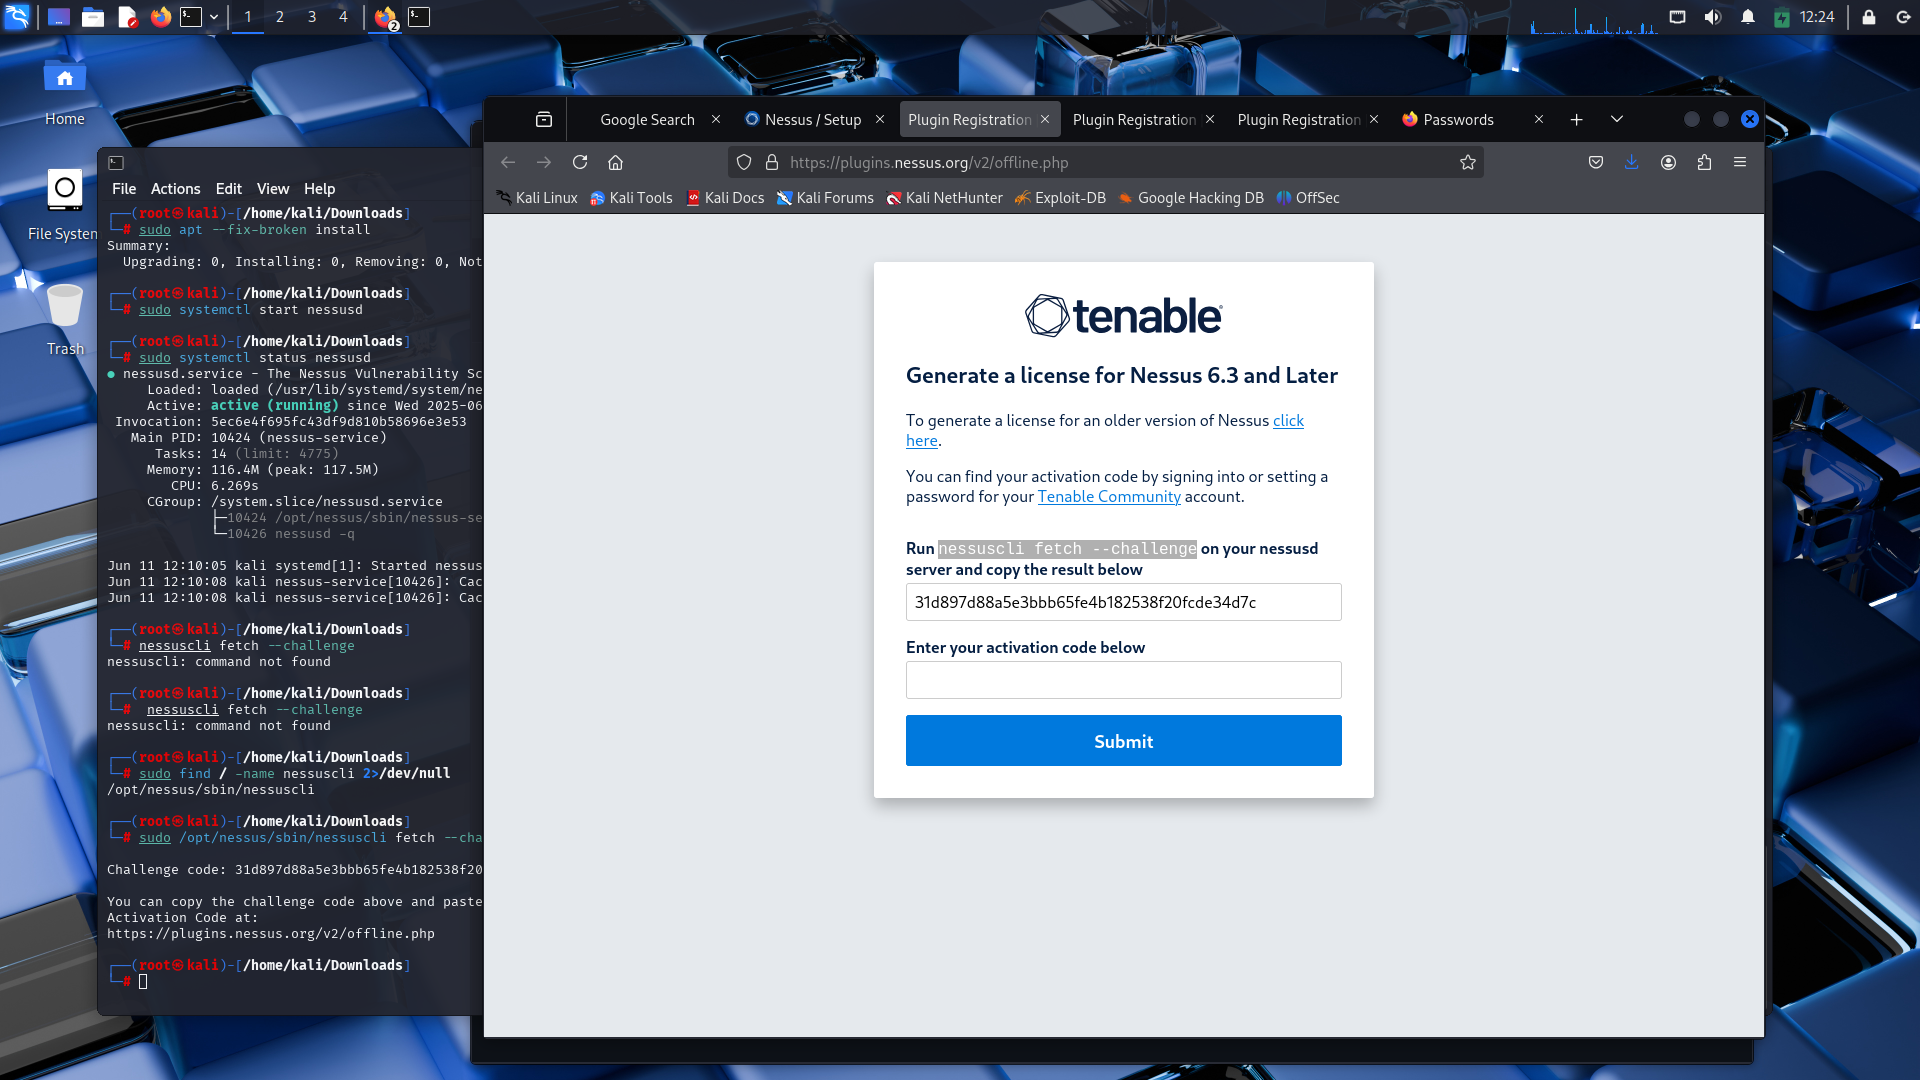 1 2 3 4
2
12:24
Home
File System
Trash
File Actions Edit View Help
┌──(root㉿kali)-[/home/kali/Downloads]
└─# sudo apt --fix-broken install
Summary:
  Upgrading: 0, Installing: 0, Removing: 0, Not
┌──(root㉿kali)-[/home/kali/Downloads]
└─# sudo systemctl start nessusd
┌──(root㉿kali)-[/home/kali/Downloads]
└─# sudo systemctl status nessusd
● nessusd.service - The Nessus Vulnerability Sc
     Loaded: loaded (/usr/lib/systemd/system/ne
     Active: active (running) since Wed 2025-06
 Invocation: 5ec6e4f695fc43df9d810b58696e3e53
   Main PID: 10424 (nessus-service)
      Tasks: 14 (limit: 4775)
     Memory: 116.4M (peak: 117.5M)
        CPU: 6.269s
     CGroup: /system.slice/nessusd.service
             ├─10424 /opt/nessus/sbin/nessus-se
             └─10426 nessusd -q
Jun 11 12:10:05 kali systemd[1]: Started nessus
Jun 11 12:10:08 kali nessus-service[10426]: Cac
Jun 11 12:10:08 kali nessus-service[10426]: Cac
┌──(root㉿kali)-[/home/kali/Downloads]
└─# nessuscli fetch --challenge
nessuscli: command not found
┌──(root㉿kali)-[/home/kali/Downloads]
└─#  nessuscli fetch --challenge
nessuscli: command not found
┌──(root㉿kali)-[/home/kali/Downloads]
└─# sudo find / -name nessuscli 2>/dev/null
/opt/nessus/sbin/nessuscli
┌──(root㉿kali)-[/home/kali/Downloads]
└─# sudo /opt/nessus/sbin/nessuscli fetch --cha
Challenge code: 31d897d88a5e3bbb65fe4b182538f20
You can copy the challenge code above and paste
Activation Code at:
https://plugins.nessus.org/v2/offline.php
┌──(root㉿kali)-[/home/kali/Downloads]
└─#
Google Search Nessus / Setup Plugin Registration Plugin Registration Plugin Registration Passwords
https://plugins.nessus.org/v2/offline.php
Kali Linux Kali Tools Kali Docs Kali Forums Kali NetHunter Exploit-DB Google Hacking DB OffSec
tenable
Generate a license for Nessus 6.3 and Later
To generate a license for an older version of Nessus click
here.
You can find your activation code by signing into or setting a
password for your Tenable Community account.
Run nessuscli fetch --challenge on your nessusd
server and copy the result below
31d897d88a5e3bbb65fe4b182538f20fcde34d7c
Enter your activation code below
Submit